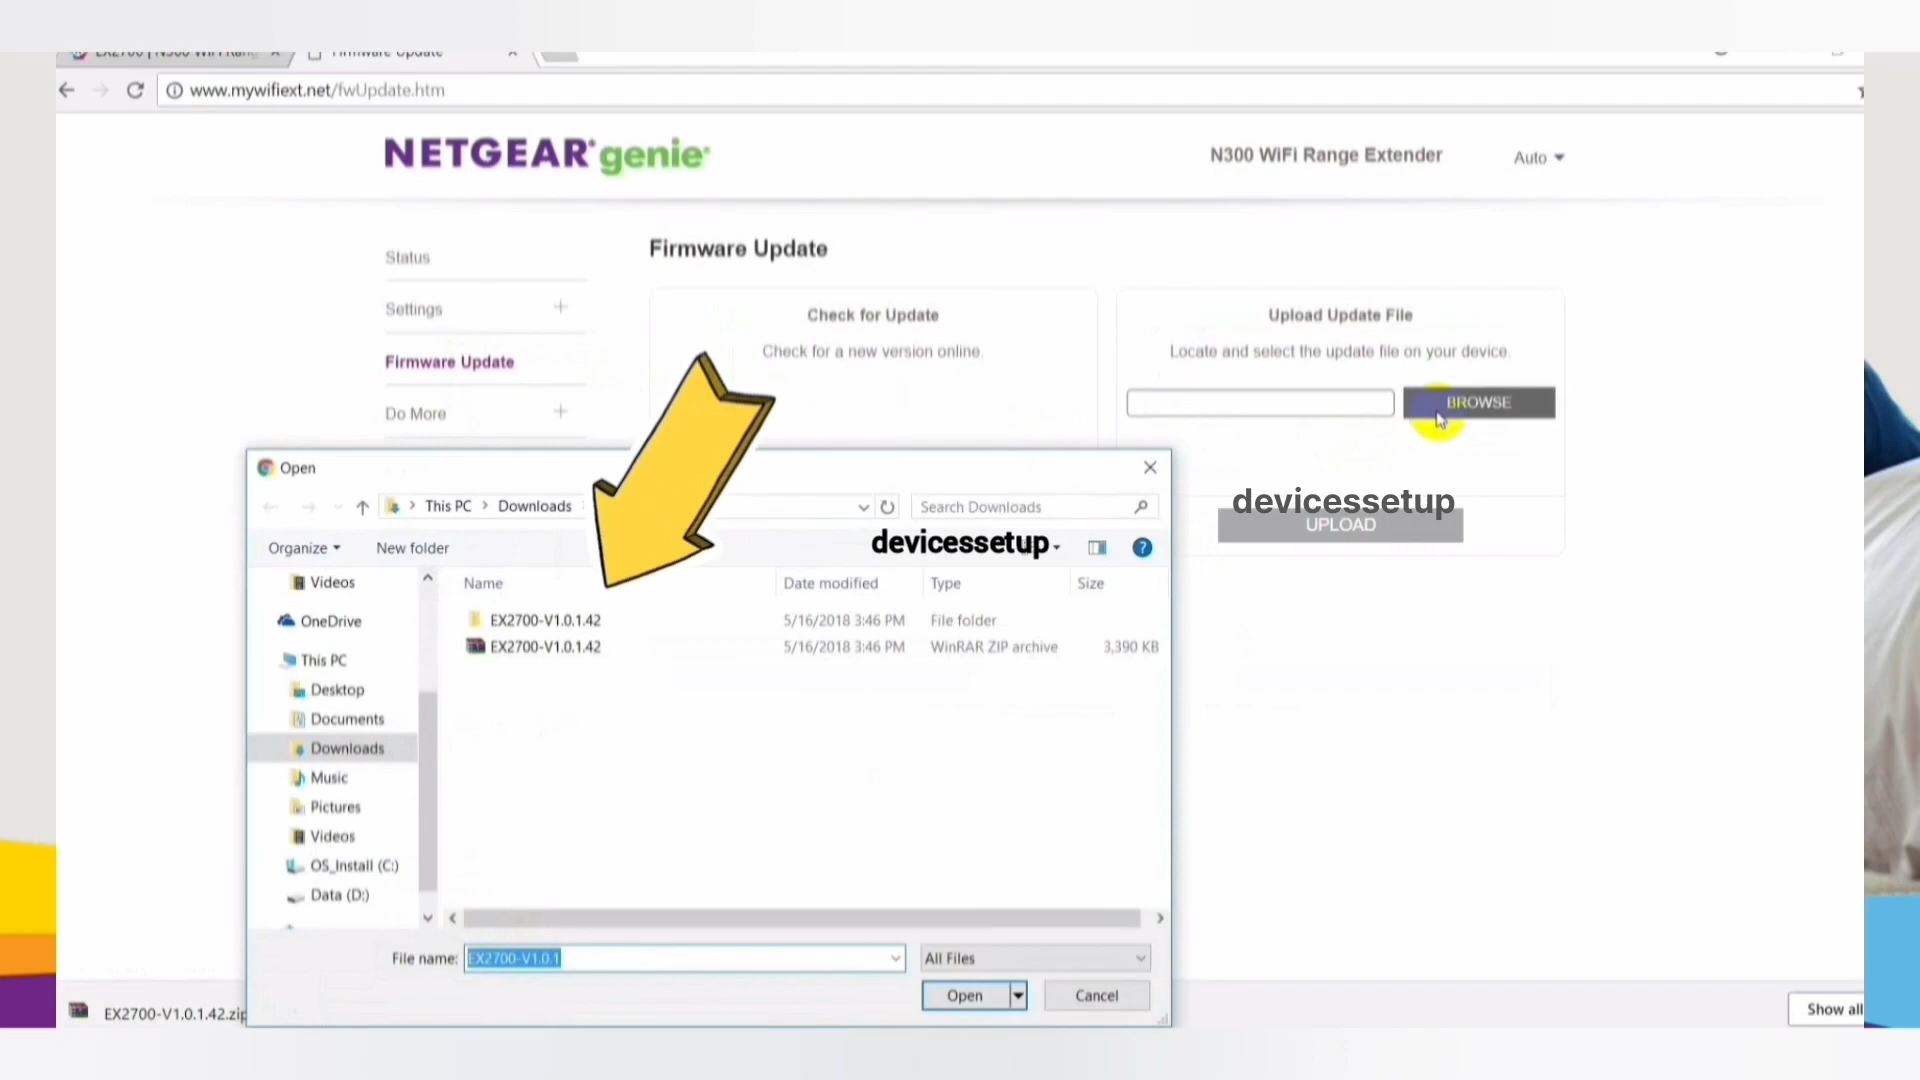 EX2700 | N300 WiFi Rang
Firmware Update
www.mywifiext.net/fwUpdate.htm
NETGEAR genie
N300 WiFi Range Extender
Auto
Status
Settings
Firmware Update
Do More
Firmware Update
Check for Update
Check for a new version online.
Upload Update File
Locate and select the update file on your device.
BROWSE
devicessetup
UPLOAD
Open
This PC > Downloads
Search Downloads
Organize
New folder
devicessetup
Name
Date modified
Type
Size
EX2700-V1.0.1.42
5/16/2018 3:46 PM
File folder
EX2700-V1.0.1.42
5/16/2018 3:46 PM
WinRAR ZIP archive
3,390 KB
Videos
OneDrive
This PC
Desktop
Documents
Downloads
Music
Pictures
Videos
OS_Install (C:)
Data (D:)
File name:
EX2700-V1.0.1
All Files
Open
Cancel
EX2700-V1.0.1.42.zip
Show all